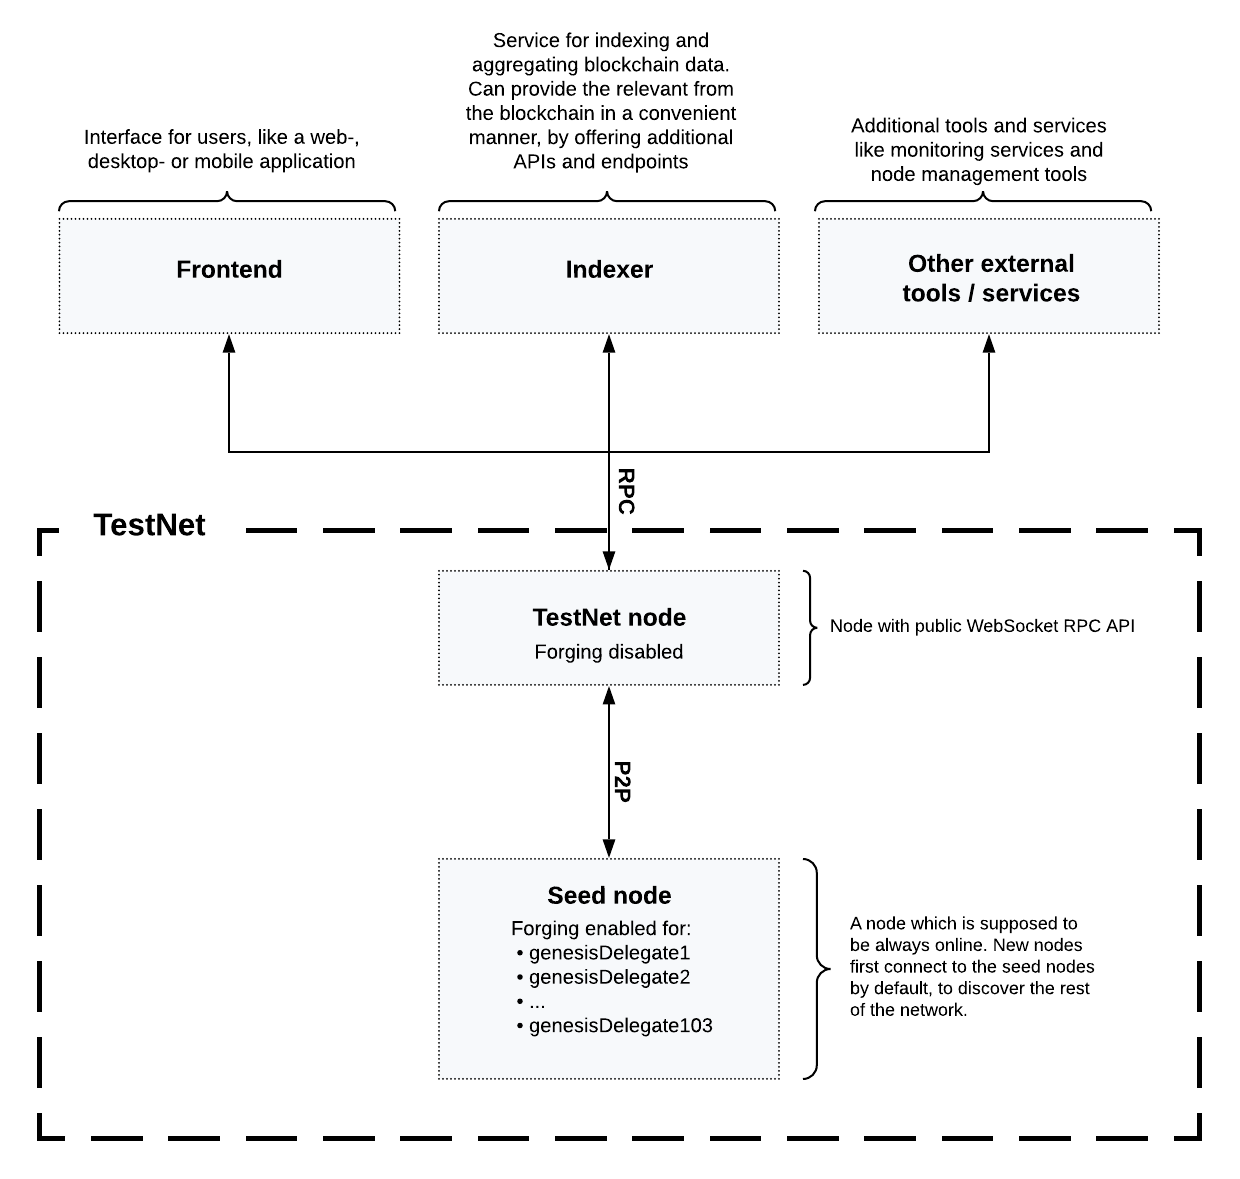 Service for indexing and
aggregating blockchain data.
Can provide the relevant from
the blockchain in a convenient
manner, by offering additional
APIs and endpoints
Interface for users, like a web-,
desktop- or mobile application
Additional tools and services
like monitoring services and
node management tools
Frontend
Indexer
Other external
tools / services
RPC
TestNet
TestNet node
Forging disabled
Node with public WebSocket RPC API
P2P
Seed node
Forging enabled for:
• genesisDelegate1
• genesisDelegate2
• ...
• genesisDelegate103
A node which is supposed to
be always online. New nodes
first connect to the seed nodes
by default, to discover the rest
of the network.